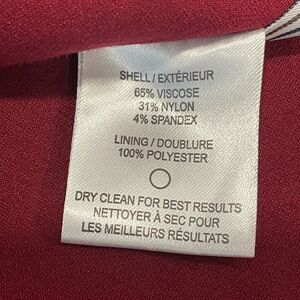 SHELL / EXTÉRIEUR
65% VISCOSE
31% NYLON
4% SPANDEX
LINING / DOUBLURE
100% POLYESTER
DRY CLEAN FOR BEST RESULTS
NETTOYER À SEC POUR
LES MEILLEURS RÉSULTATS